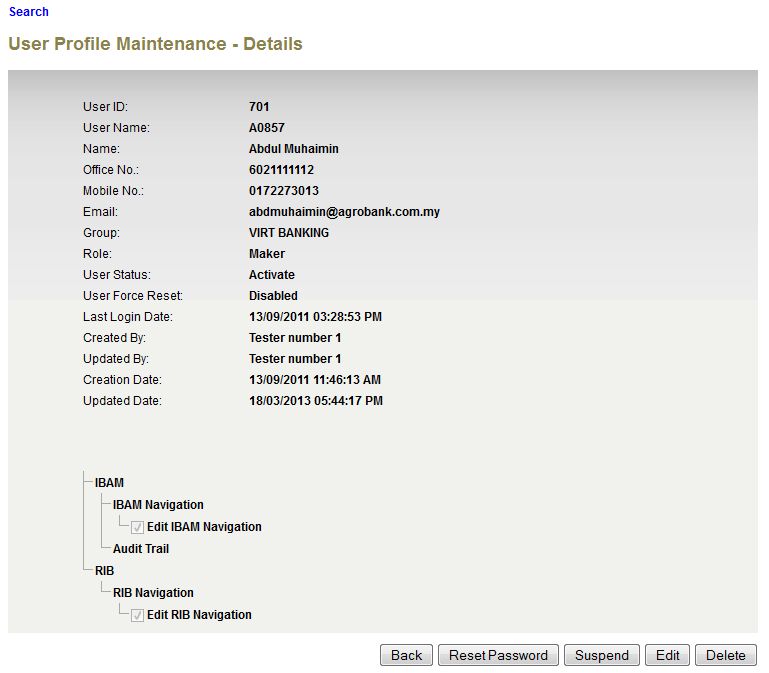 Search
User Profile Maintenance - Details
User ID: 701
User Name: A0857
Name: Abdul Muhaimin
Office No.: 6021111112
Mobile No.: 0172273013
Email: abdmuhaimin@agrobank.com.my
Group: VIRT BANKING
Role: Maker
User Status: Activate
User Force Reset: Disabled
Last Login Date: 13/09/2011 03:28:53 PM
Created By: Tester number 1
Updated By: Tester number 1
Creation Date: 13/09/2011 11:46:13 AM
Updated Date: 18/03/2013 05:44:17 PM
IBAM
IBAM Navigation
Edit IBAM Navigation
Audit Trail
RIB
RIB Navigation
Edit RIB Navigation
Back Reset Password Suspend Edit Delete